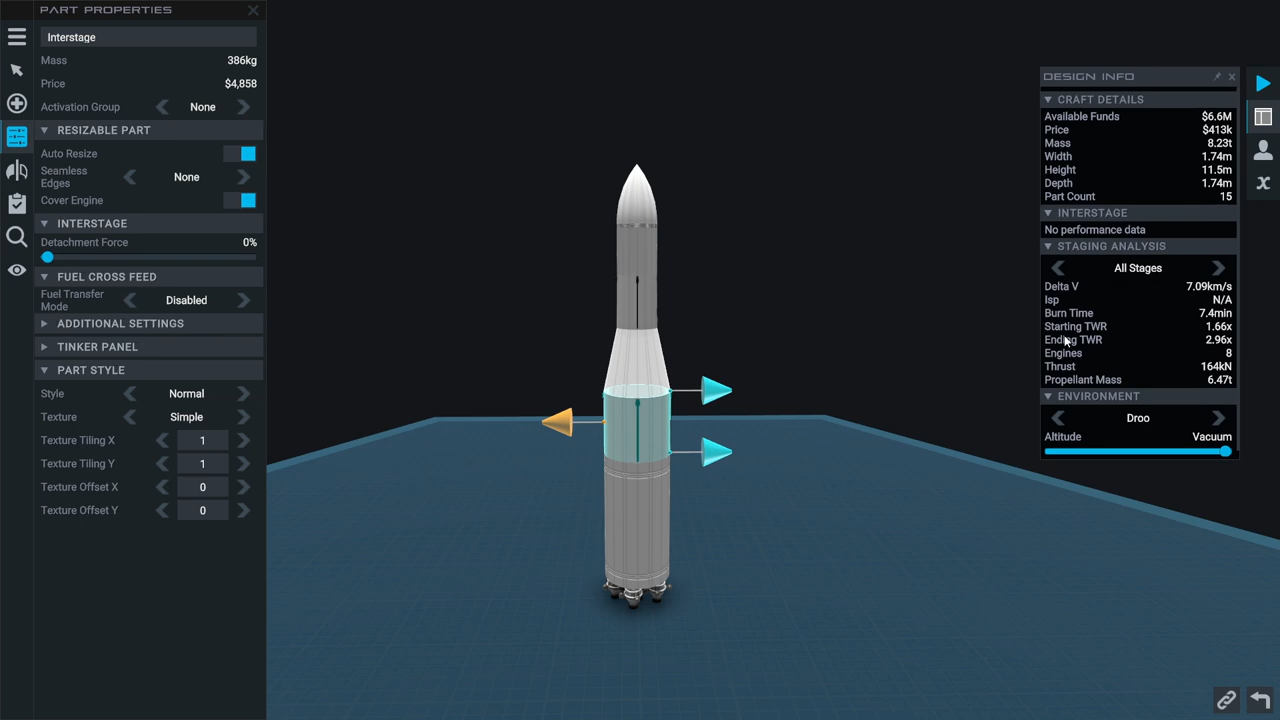 PART PROPERTIES
Interstage
Mass 386kg
Price $4,858
Activation Group None
RESIZABLE PART
Auto Resize
Seamless Edges None
Cover Engine
INTERSTAGE
Detachment Force 0%
FUEL CROSS FEED
Fuel Transfer Mode Disabled
ADDITIONAL SETTINGS
TINKER PANEL
PART STYLE
Style Normal
Texture Simple
Texture Tiling X 1
Texture Tiling Y 1
Texture Offset X 0
Texture Offset Y 0
DESIGN INFO
CRAFT DETAILS
Available Funds $6.6M
Price $413k
Mass 8.23t
Width 1.74m
Height 11.5m
Depth 1.74m
Part Count 15
INTERSTAGE
No performance data
STAGING ANALYSIS
All Stages
Delta V 7.09km/s
Isp N/A
Burn Time 7.4min
Starting TWR 1.66x
Ending TWR 2.96x
Engines 8
Thrust 164kN
Propellant Mass 6.47t
ENVIRONMENT
Droo
Altitude Vacuum